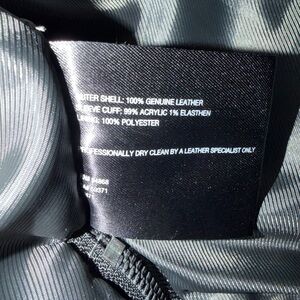 OUTER SHELL: 100% GENUINE LEATHER
SLEEVE CUFF: 99% ACRYLIC 1% ELASTHEN
LINING: 100% POLYESTER
PROFESSIONALLY DRY CLEAN BY A LEATHER SPECIALIST ONLY